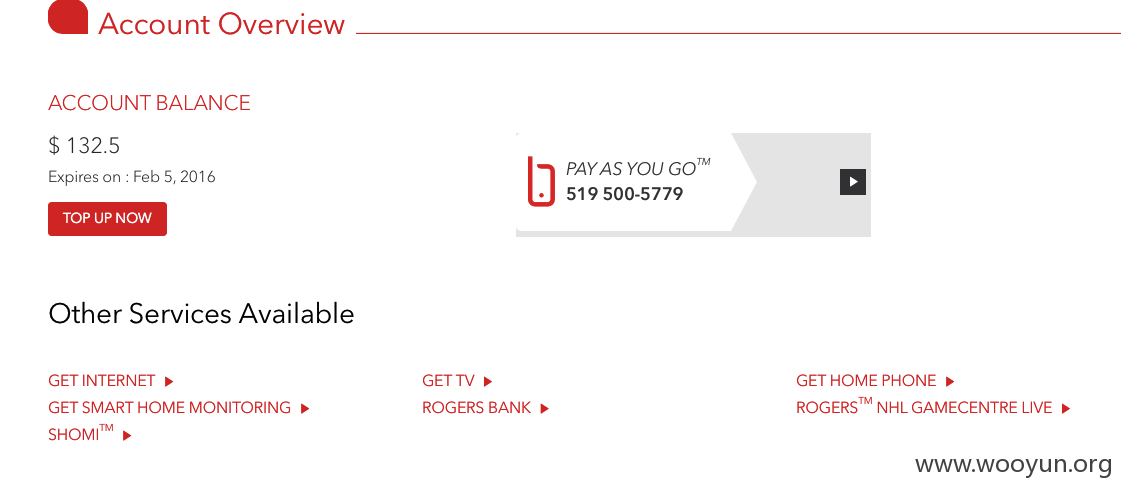 Account Overview
ACCOUNT BALANCE
$ 132.5
Expires on : Feb 5, 2016
TOP UP NOW
PAY AS YOU GO™
519 500-5779
Other Services Available
GET INTERNET
GET TV
GET HOME PHONE
GET SMART HOME MONITORING
ROGERS BANK
ROGERS™ NHL GAMECENTRE LIVE
SHOMI™
www.wooyun.org